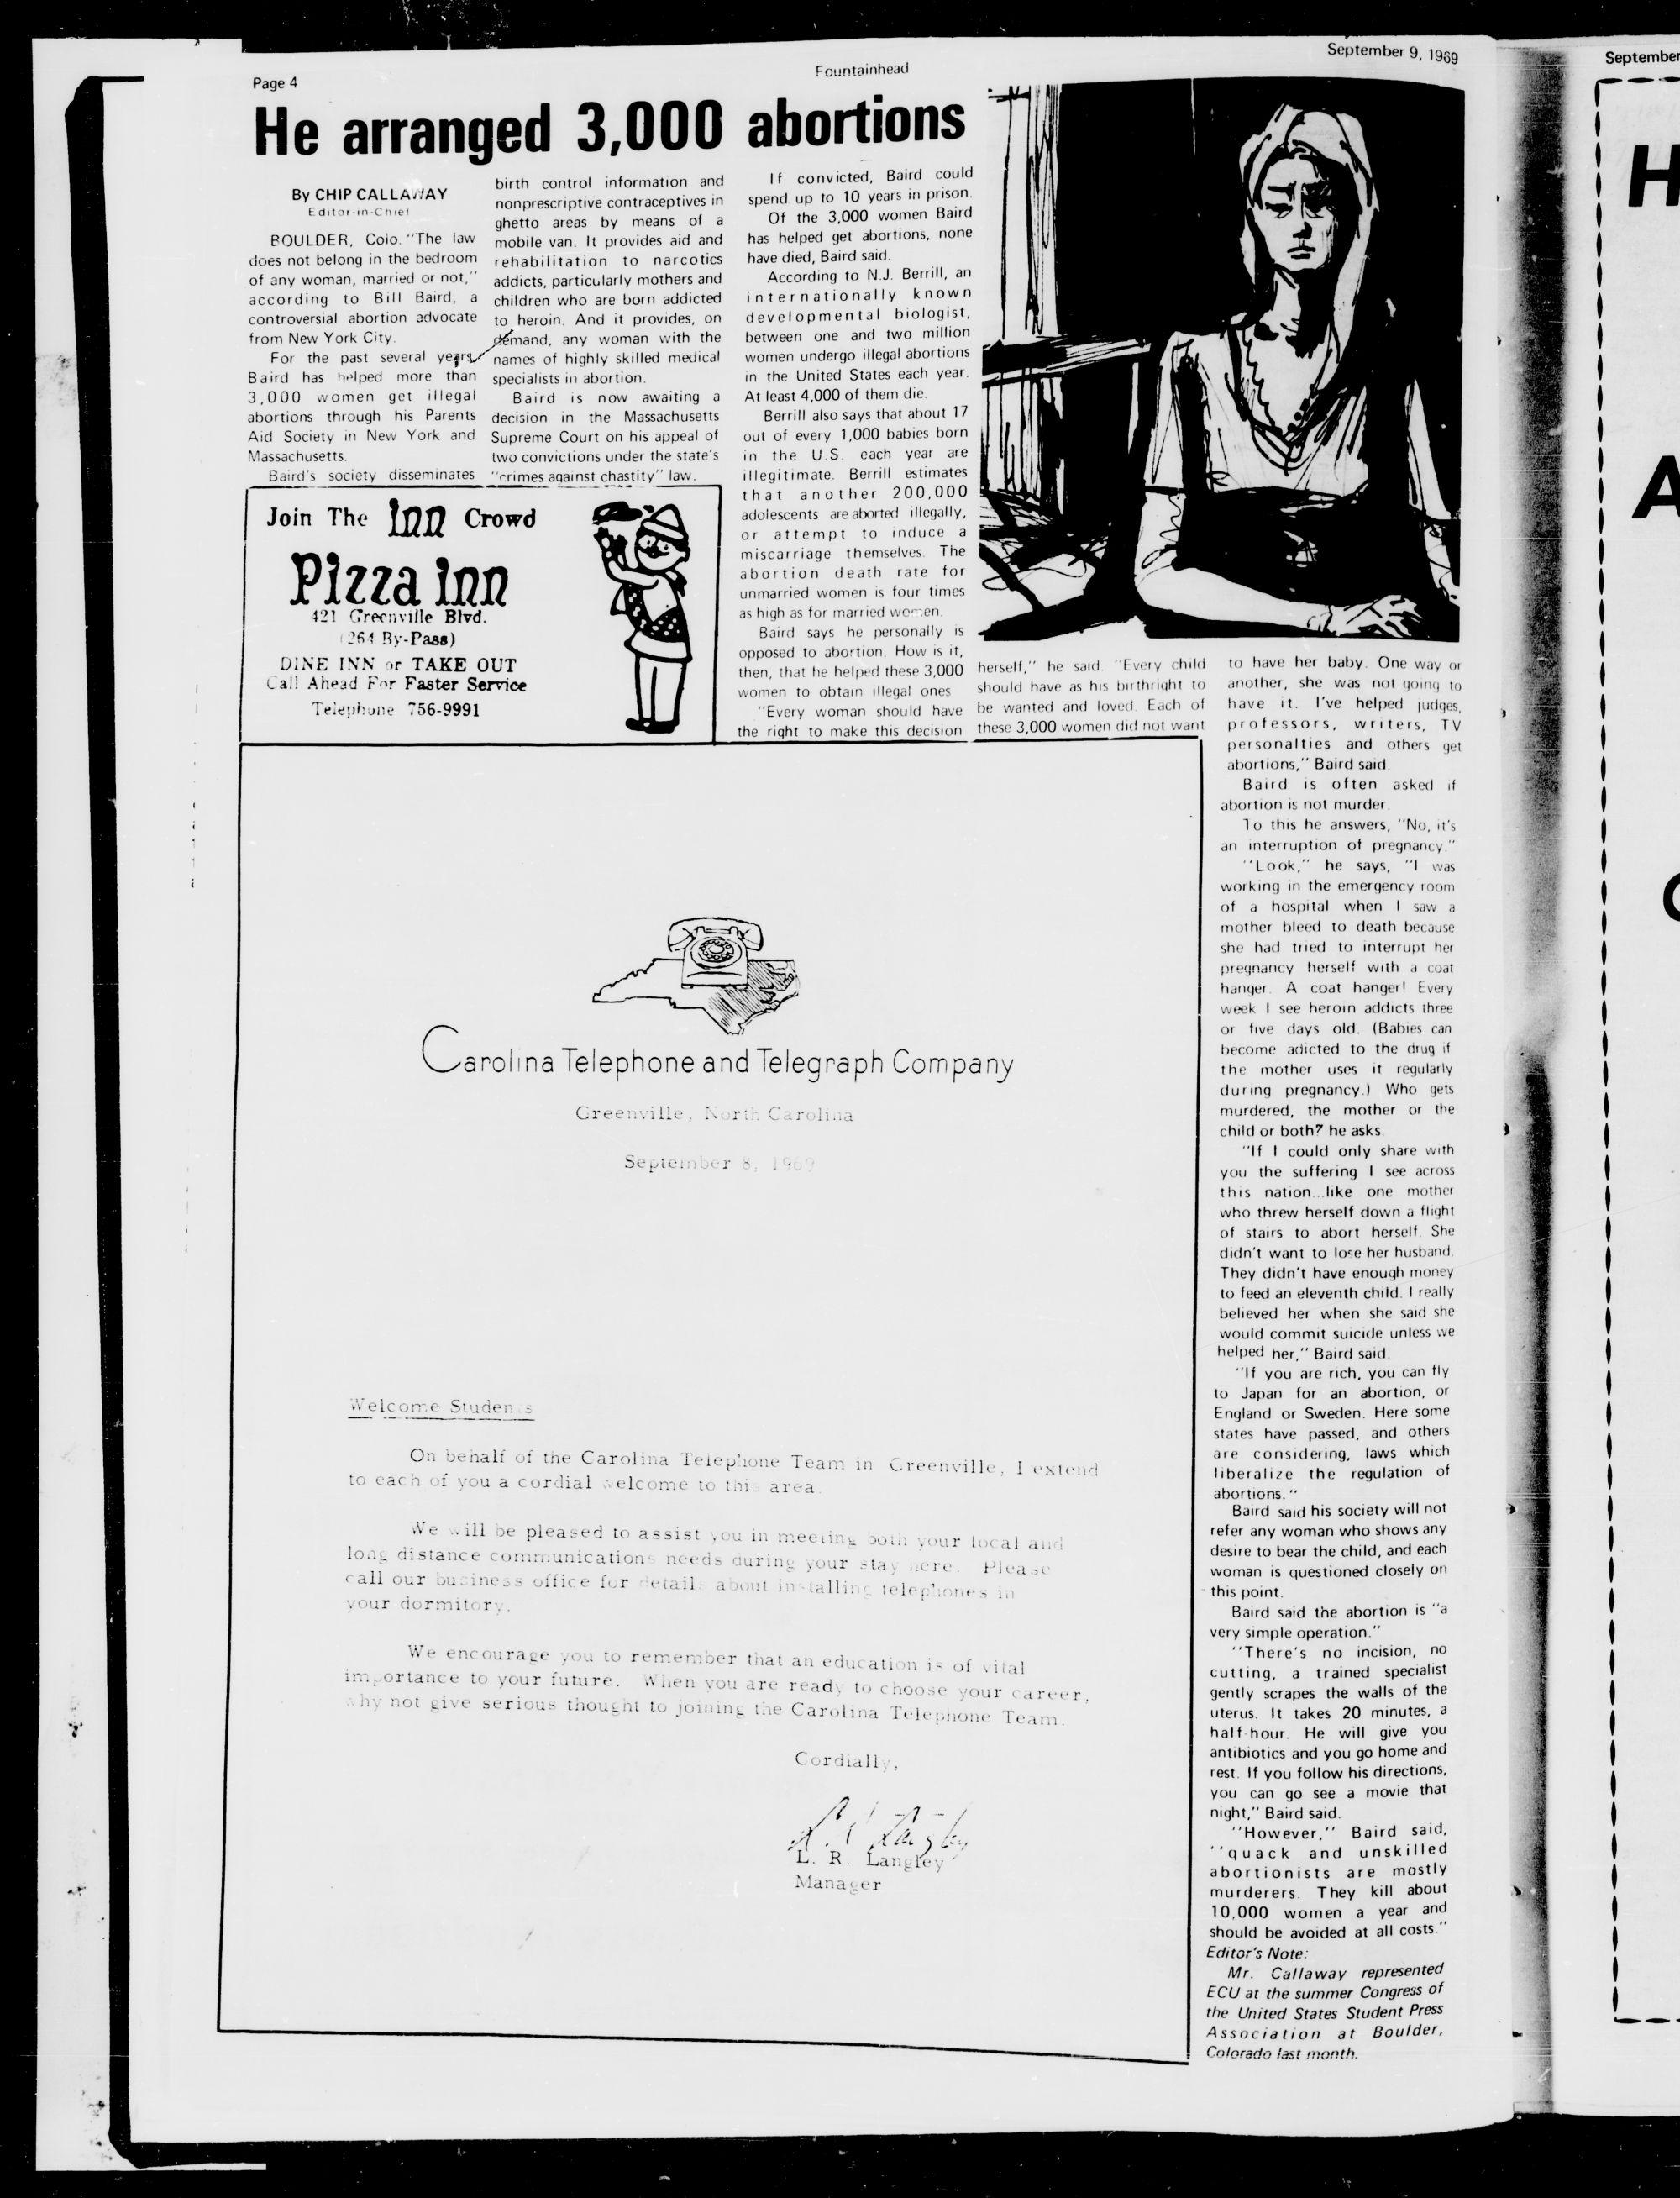 Page 4
Fountainhead
September 9, 1969
He arranged 3,000 abortions
By CHIP CALLAWAY
Editor-in-Chief
BOULDER, Colo. "The law
does not belong in the bedroom
of any woman, married or not,"
according to Bill Baird, a
controversial abortion advocate
from New York City.
For the past several years
Baird has helped more than
3,000 women get illegal
abortions through his Parents
Aid Society in New York and
Massachusetts.
Baird's society disseminates
birth control information and
nonprescriptive contraceptives in
ghetto areas by means of a
mobile van. It provides aid and
rehabilitation to narcotics
addicts, particularly mothers and
children who are born addicted
to heroin. And it provides, on
demand, any woman with the
names of highly skilled medical
specialists in abortion.
Baird is now awaiting a
decision in the Massachusetts
Supreme Court on his appeal of
two convictions under the state's
"crimes against chastity" law.
If convicted, Baird could
spend up to 10 years in prison.
Of the 3,000 women Baird
has helped get abortions, none
have died, Baird said.
According to N.J. Berrill, an
internationally known
developmental biologist,
between one and two million
women undergo illegal abortions
in the United States each year.
At least 4,000 of them die.
Berrill also says that about 17
out of every 1,000 babies born
in the U.S. each year are
illegitimate. Berrill estimates
that another 200,000
adolescents are aborted illegally,
or attempt to induce a
miscarriage themselves. The
abortion death rate for
unmarried women is four times
as high as for married women.
Baird says he personally is
opposed to abortion. How is it,
then, that he helped these 3,000
women to obtain illegal ones
"Every woman should have
the right to make this decision
herself," he said. "Every child
should have as his birthright to
be wanted and loved. Each of
these 3,000 women did not want
to have her baby. One way or
another, she was not going to
have it. I've helped judges,
professors, writers, TV
personalties and others get
abortions," Baird said.
Baird is often asked if
abortion is not murder.
To this he answers, "No, it's
an interruption of pregnancy."
"Look," he says, "I was
working in the emergency room
of a hospital when I saw a
mother bleed to death because
she had tried to interrupt her
pregnancy herself with a coat
hanger. A coat hanger! Every
week I see heroin addicts three
or five days old. (Babies can
become adicted to the drug if
the mother uses it regularly
during pregnancy.) Who gets
murdered, the mother or the
child or both? he asks.
"If I could only share with
you the suffering I see across
this nation...like one mother
who threw herself down a flight
of stairs to abort herself. She
didn't want to lose her husband.
They didn't have enough money
to feed an eleventh child. I really
believed her when she said she
would commit suicide unless we
helped her," Baird said.
"If you are rich, you can fly
to Japan for an abortion, or
England or Sweden. Here some
states have passed, and others
are considering, laws which
liberalize the regulation of
abortions."
Baird said his society will not
refer any woman who shows any
desire to bear the child, and each
woman is questioned closely on
this point.
Baird said the abortion is "a
very simple operation."
"There's no incision, no
cutting, a trained specialist
gently scrapes the walls of the
uterus. It takes 20 minutes, a
half-hour. He will give you
antibiotics and you go home and
rest. If you follow his directions,
you can go see a movie that
night," Baird said.
"However," Baird said,
"quack and unskilled
abortionists are mostly
murderers. They kill about
10,000 women a year and
should be avoided at all costs."
Editor's Note:
Mr. Callaway represented
ECU at the summer Congress of
the United States Student Press
Association at Boulder,
Colorado last month.
Join The Inn Crowd
Pizza inn
421 Greenville Blvd.
(264 By-Pass)
DINE INN or TAKE OUT
Call Ahead For Faster Service
Telephone 756-9991
Carolina Telephone and Telegraph Company
Greenville, North Carolina
September 8, 1969
Welcome Students
On behalf of the Carolina Telephone Team in Greenville, I extend
to each of you a cordial welcome to this area.
We will be pleased to assist you in meeting both your local and
long distance communications needs during your stay here. Please
call our business office for details about installing telephones in
your dormitory.
We encourage you to remember that an education is of vital
importance to your future. When you are ready to choose your career,
why not give serious thought to joining the Carolina Telephone Team.
Cordially,
L. R. Langley
L. R. Langley
Manager
September
H
A